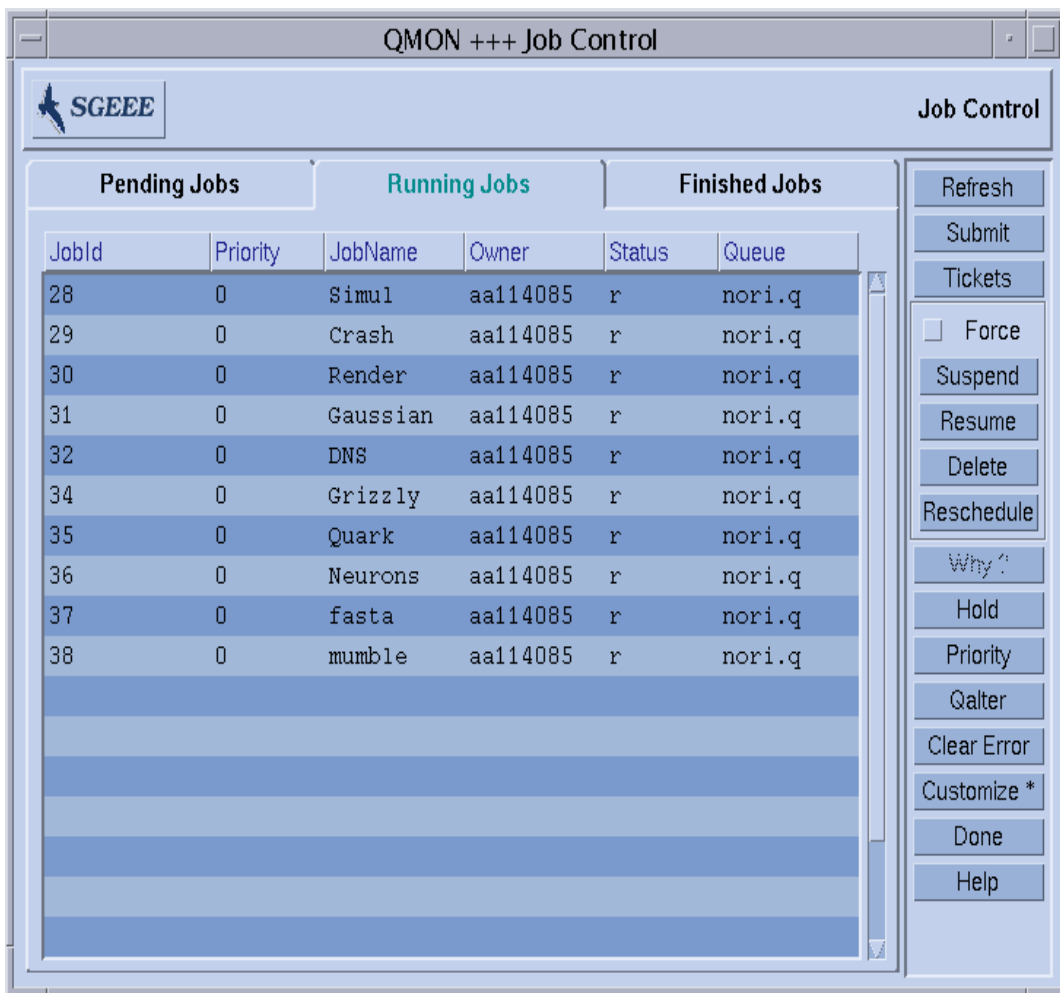 QMON +++ Job Control
SGEEE
Job Control
Pending Jobs Running Jobs Finished Jobs
JobId Priority JobName Owner Status Queue
28 0 Simul aa114085 r nori.q
29 0 Crash aa114085 r nori.q
30 0 Render aa114085 r nori.q
31 0 Gaussian aa114085 r nori.q
32 0 DNS aa114085 r nori.q
34 0 Grizzly aa114085 r nori.q
35 0 Quark aa114085 r nori.q
36 0 Neurons aa114085 r nori.q
37 0 fasta aa114085 r nori.q
38 0 mumble aa114085 r nori.q
Refresh
Submit
Tickets
Force
Suspend
Resume
Delete
Reschedule
Why ?
Hold
Priority
Qalter
Clear Error
Customize *
Done
Help